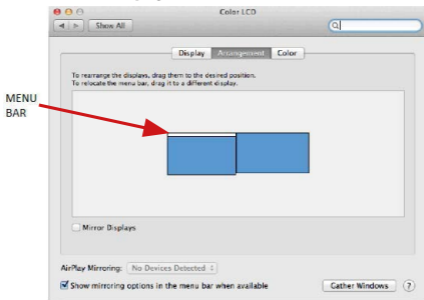 Color LCD
Show All
Display Arrangement Color
To rearrange the displays, drag them to the desired position.
To relocate the menu bar, drag it to a different display.
MENU
BAR
Mirror Displays
AirPlay Mirroring: No Devices Detected
Show mirroring options in the menu bar when available
Gather Windows ?